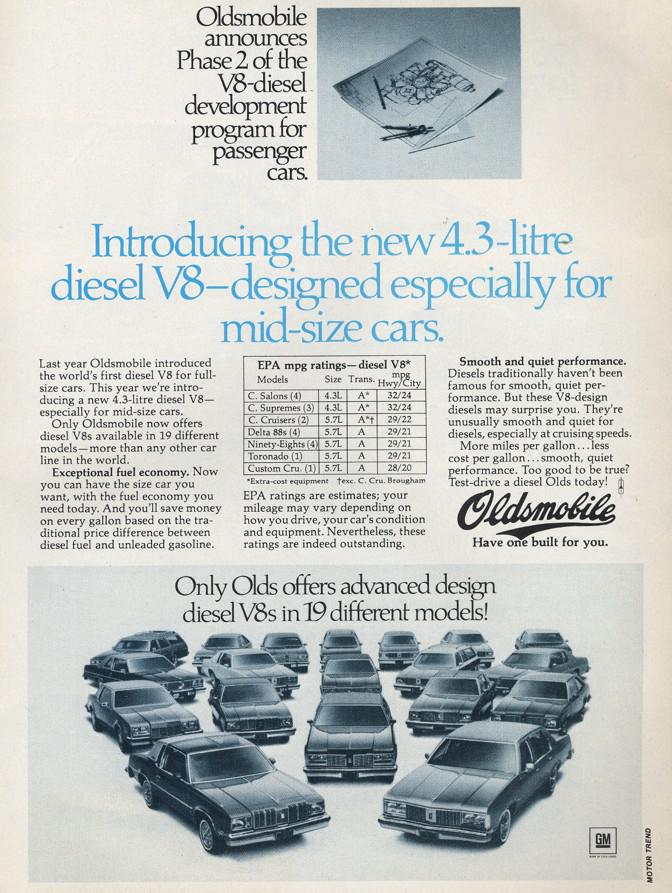 Oldsmobile
announces
Phase 2 of the
V8-diesel
development
program for
passenger
cars.
Introducing the new 4.3-litre
diesel V8–designed especially for
mid-size cars.
Last year Oldsmobile introduced
the world's first diesel V8 for full-
size cars. This year we're intro-
ducing a new 4.3-litre diesel V8—
especially for mid-size cars.
Only Oldsmobile now offers
diesel V8s available in 19 different
models—more than any other car
line in the world.
Exceptional fuel economy. Now
you can have the size car you
want, with the fuel economy you
need today. And you'll save money
on every gallon based on the tra-
ditional price difference between
diesel fuel and unleaded gasoline.
EPA mpg ratings—diesel V8*
Models Size Trans. mpg Hwy/City
C. Salons (4) 4.3L A* 32/24
C. Supremes (3) 4.3L A* 32/24
C. Cruisers (2) 5.7L A*† 29/22
Delta 88s (4) 5.7L A 29/21
Ninety-Eights (4) 5.7L A 29/21
Toronado (1) 5.7L A 29/21
Custom Cru. (1) 5.7L A 28/20
*Extra-cost equipment †exc. C. Cru. Brougham
EPA ratings are estimates; your
mileage may vary depending on
how you drive, your car's condition
and equipment. Nevertheless, these
ratings are indeed outstanding.
Smooth and quiet performance.
Diesels traditionally haven't been
famous for smooth, quiet per-
formance. But these V8-design
diesels may surprise you. They're
unusually smooth and quiet for
diesels, especially at cruising speeds.
More miles per gallon...less
cost per gallon...smooth, quiet
performance. Too good to be true?
Test-drive a diesel Olds today!
Oldsmobile
Have one built for you.
Only Olds offers advanced design
diesel V8s in 19 different models!
GM
MOTOR TREND